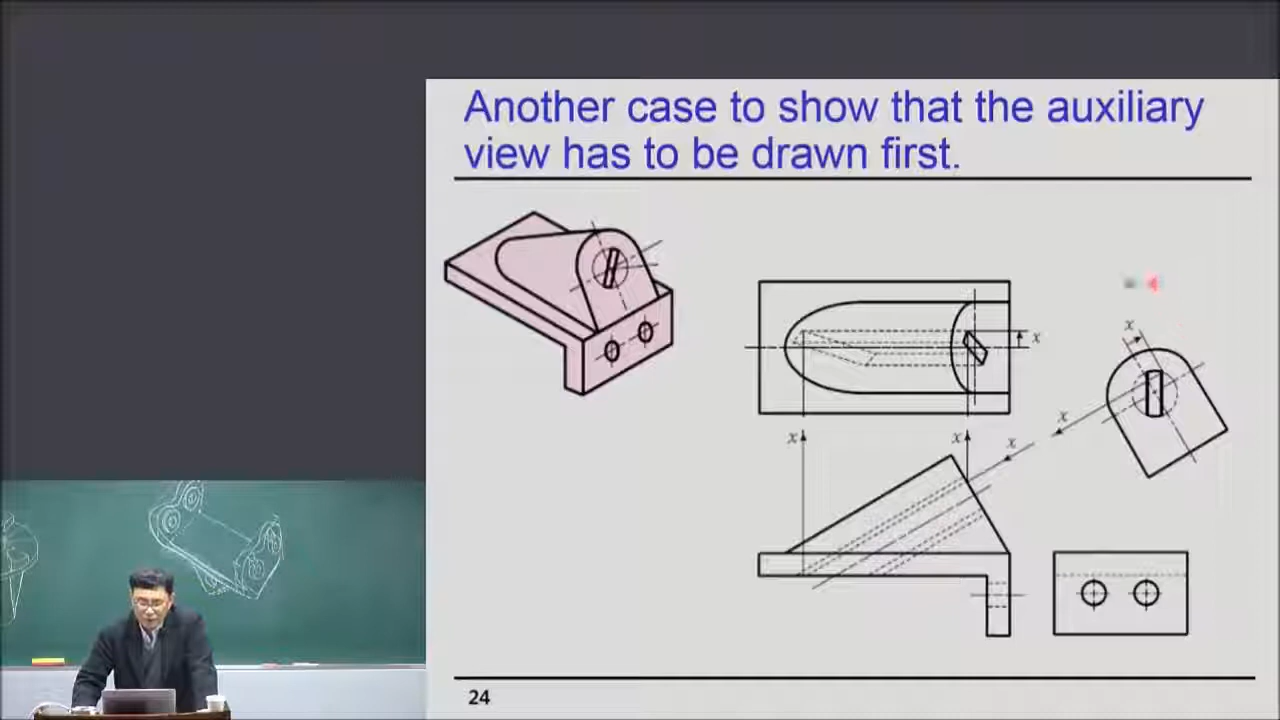 Another case to show that the auxiliary
view has to be drawn first.
x
x
x
x
x
x
24